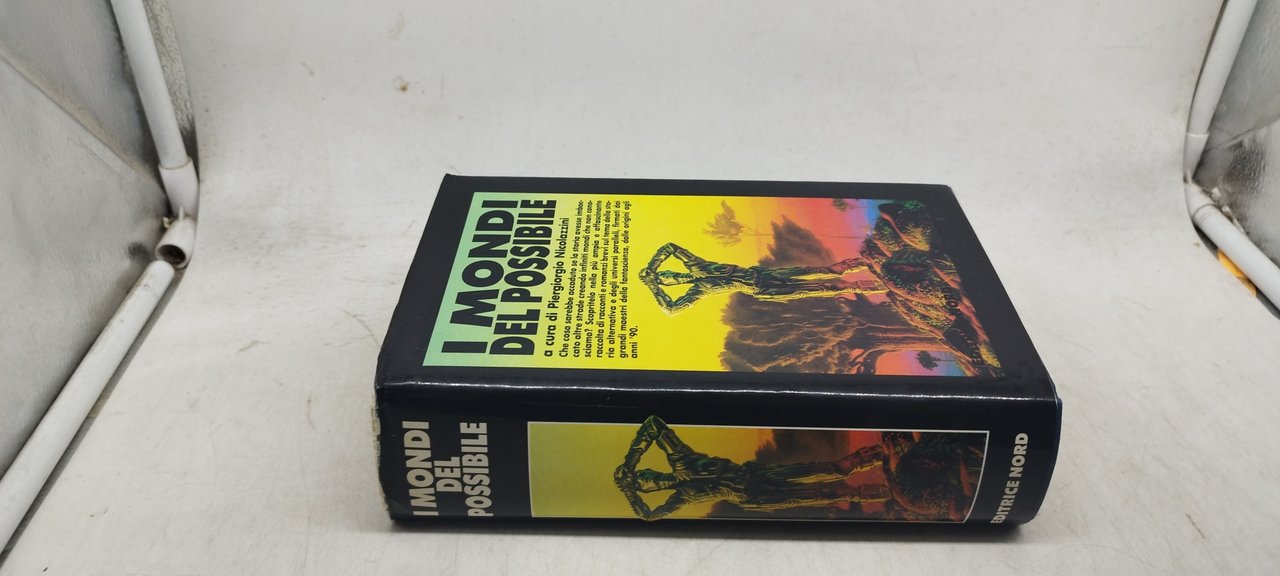 I MONDI
DEL POSSIBILE
a cura di Piergiorgio Nicolazzini
Che cosa sarebbe accaduto se la storia avesse imboc-
cato altre strade creando infiniti mondi che non cono-
sciamo? Scopritelo nella più ampia e affascinante
raccolta di racconti e romanzi brevi sul tema della sto-
ria alternativa e degli universi paralleli, firmati dai
grandi maestri della fantascienza, dalle origini agli
anni '90.
I MONDI
DEL
POSSIBILE
EDITRICE NORD